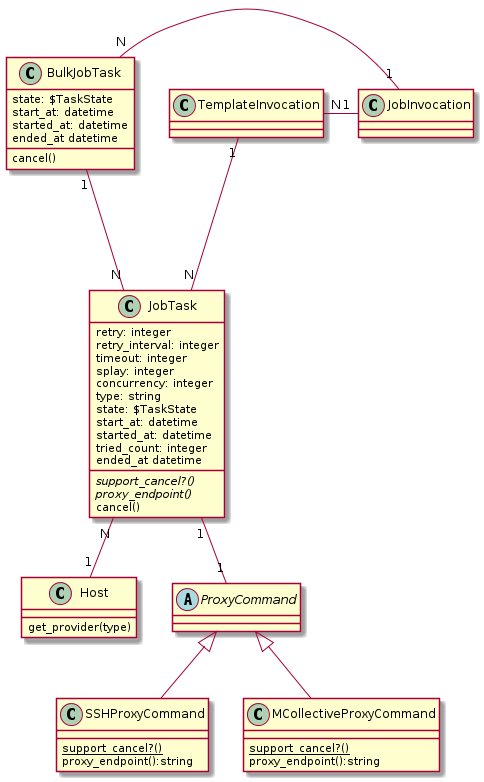 N
1
C BulkJobTask
state: $TaskState
start_at: datetime
started_at: datetime
ended_at datetime
cancel()
C TemplateInvocation
N 1
C JobInvocation
1
1
N
N
C JobTask
retry: integer
retry_interval: integer
timeout: integer
splay: integer
concurrency: integer
type: string
state: $TaskState
start_at: datetime
started_at: datetime
tried_count: integer
ended_at datetime
support_cancel?()
proxy_endpoint()
cancel()
N
1
1
1
C Host
get_provider(type)
A ProxyCommand
C SSHProxyCommand
support_cancel?()
proxy_endpoint():string
C MCollectiveProxyCommand
support_cancel?()
proxy_endpoint():string